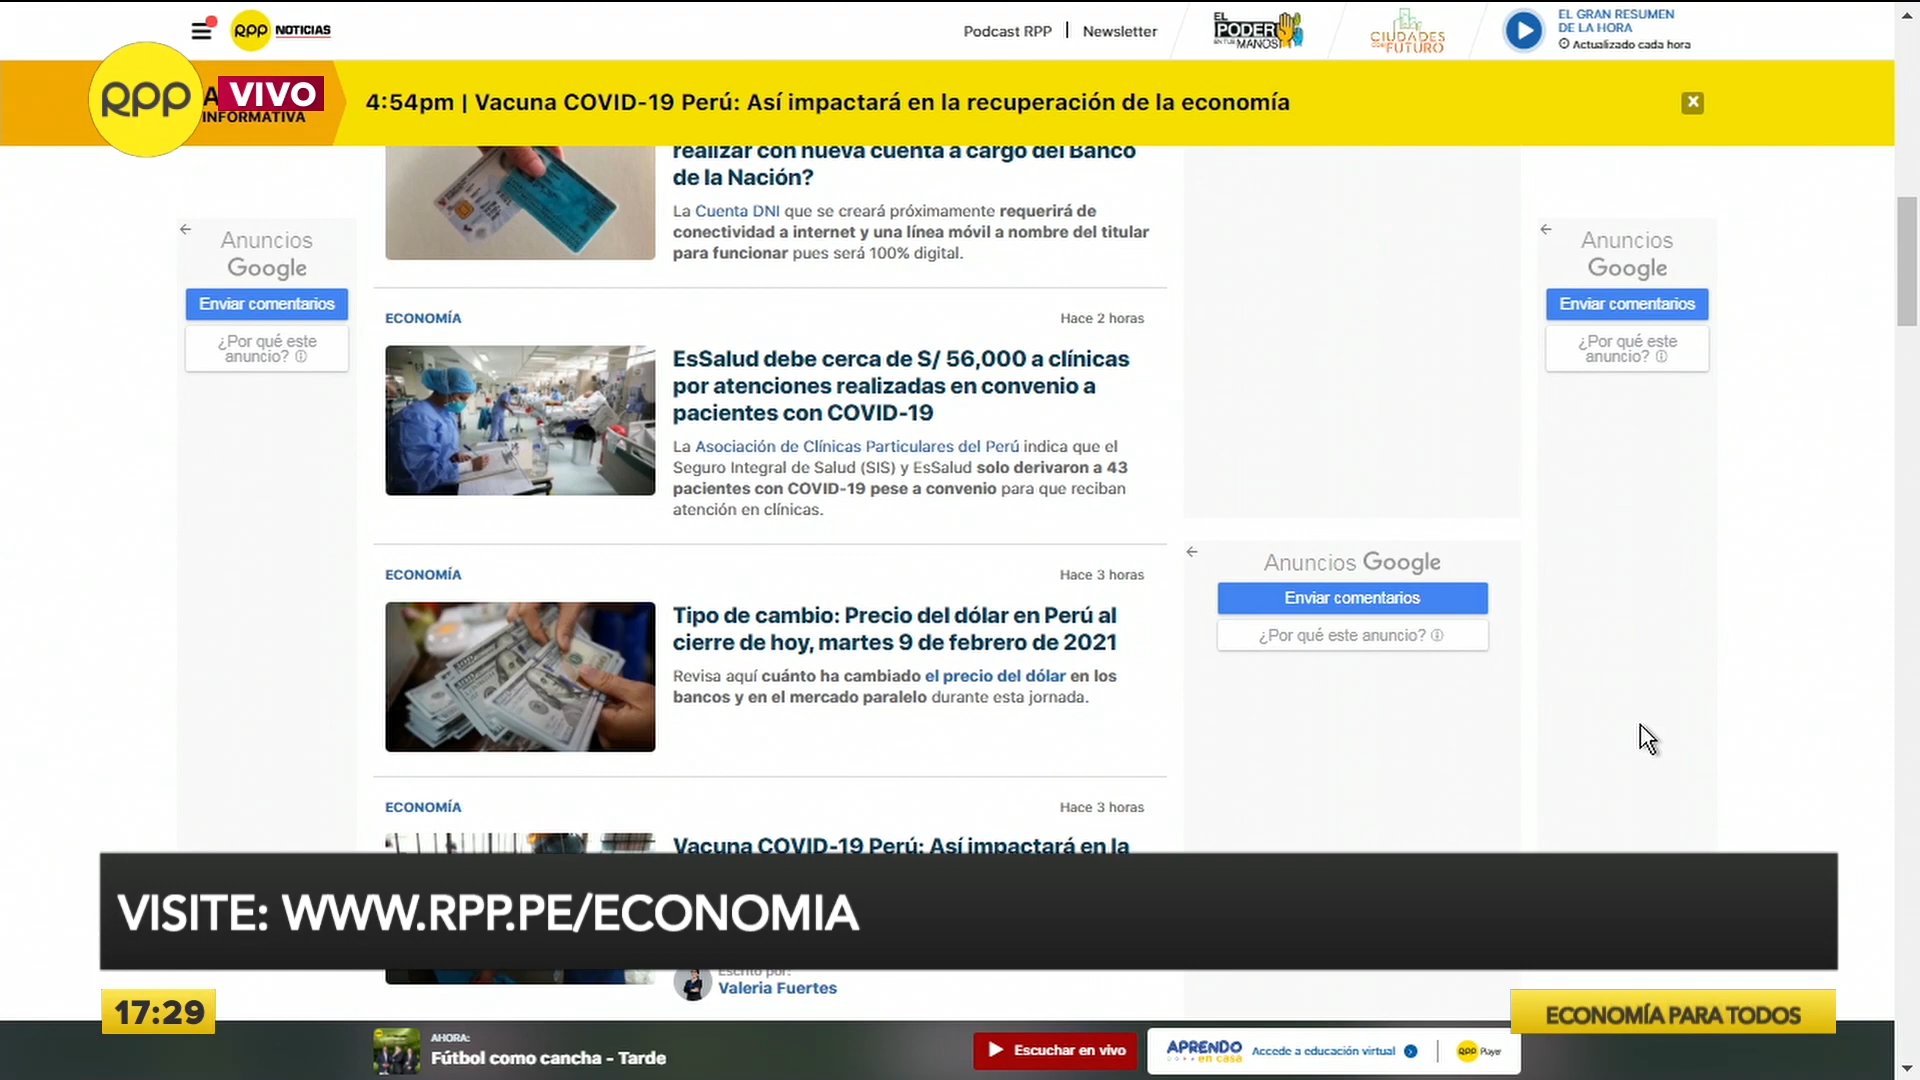 rpp NOTICIAS
Podcast RPP | Newsletter
EL PODER EN TUS MANOS
CIUDADES CON FUTURO
EL GRAN RESUMEN
DE LA HORA
Actualizado cada hora
rpp
VIVO
INFORMATIVA
4:54pm | Vacuna COVID-19 Perú: Así impactará en la recuperación de la economía
realizar con nueva cuenta a cargo del Banco
de la Nación?
La Cuenta DNI que se creará próximamente requerirá de
conectividad a internet y una línea móvil a nombre del titular
para funcionar pues será 100% digital.
Anuncios
Google
Enviar comentarios
¿Por qué este
anuncio?
Anuncios
Google
Enviar comentarios
¿Por qué este
anuncio?
ECONOMÍA
Hace 2 horas
EsSalud debe cerca de S/ 56,000 a clínicas
por atenciones realizadas en convenio a
pacientes con COVID-19
La Asociación de Clínicas Particulares del Perú indica que el
Seguro Integral de Salud (SIS) y EsSalud solo derivaron a 43
pacientes con COVID-19 pese a convenio para que reciban
atención en clínicas.
Anuncios Google
Enviar comentarios
¿Por qué este anuncio?
ECONOMÍA
Hace 3 horas
Tipo de cambio: Precio del dólar en Perú al
cierre de hoy, martes 9 de febrero de 2021
Revisa aquí cuánto ha cambiado el precio del dólar en los
bancos y en el mercado paralelo durante esta jornada.
ECONOMÍA
Hace 3 horas
Vacuna COVID-19 Perú: Así impactará en la
VISITE: WWW.RPP.PE/ECONOMIA
Escrito por:
Valeria Fuertes
17:29
ECONOMÍA PARA TODOS
AHORA:
Fútbol como cancha - Tarde
Escuchar en vivo
APRENDO en casa
Accede a educación virtual
rpp Player